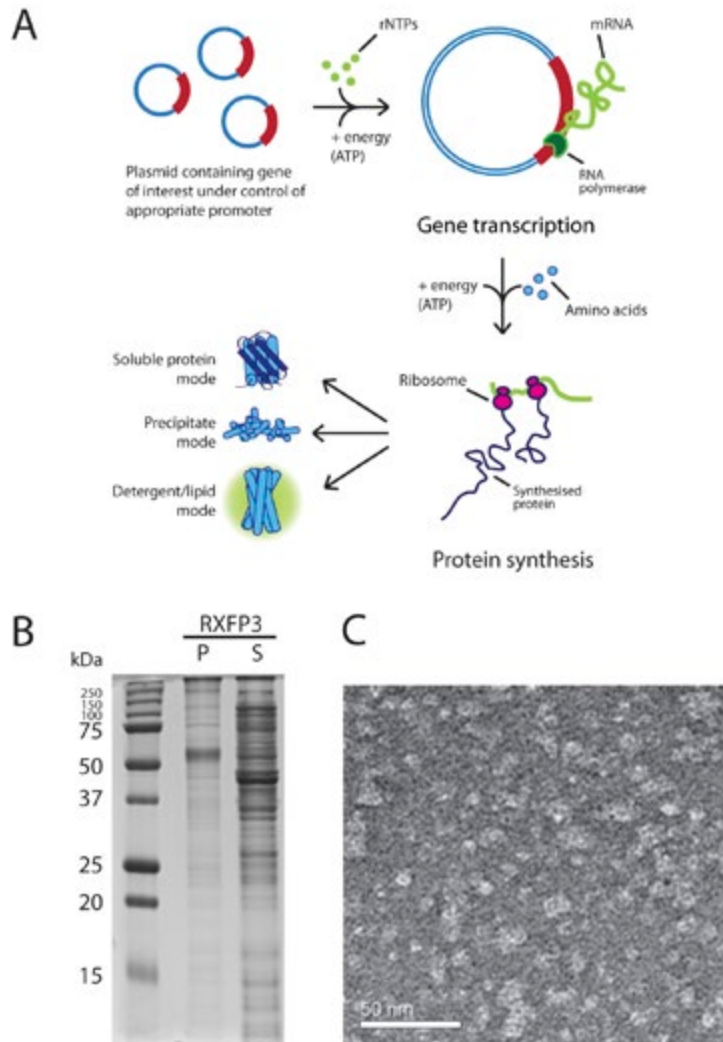 A
rNTPs
mRNA
+ energy
(ATP)
RNA
polymerase
Plasmid containing gene
of interest under control of
appropriate promoter
Gene transcription
+ energy
(ATP)
Amino acids
Soluble protein
mode
Ribosome
Precipitate
mode
Synthesised
protein
Detergent/lipid
mode
Protein synthesis
B
C
RXFP3
kDa
P
S
250
150
100
75
50
37
25
20
15
50 nm